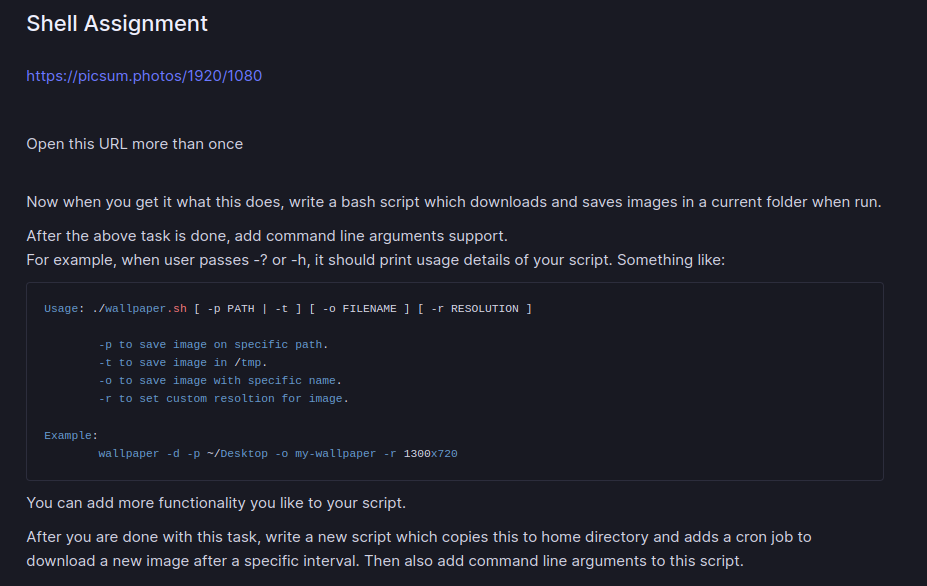 Shell Assignment
https://picsum.photos/1920/1080
Open this URL more than once
Now when you get it what this does, write a bash script which downloads and saves images in a current folder when run.
After the above task is done, add command line arguments support.
For example, when user passes -? or -h, it should print usage details of your script. Something like:
Usage: ./wallpaper.sh [ -p PATH | -t ] [ -o FILENAME ] [ -r RESOLUTION ]
-p to save image on specific path.
-t to save image in /tmp.
-o to save image with specific name.
-r to set custom resoltion for image.
Example:
wallpaper -d -p ~/Desktop -o my-wallpaper -r 1300x720
You can add more functionality you like to your script.
After you are done with this task, write a new script which copies this to home directory and adds a cron job to
download a new image after a specific interval. Then also add command line arguments to this script.